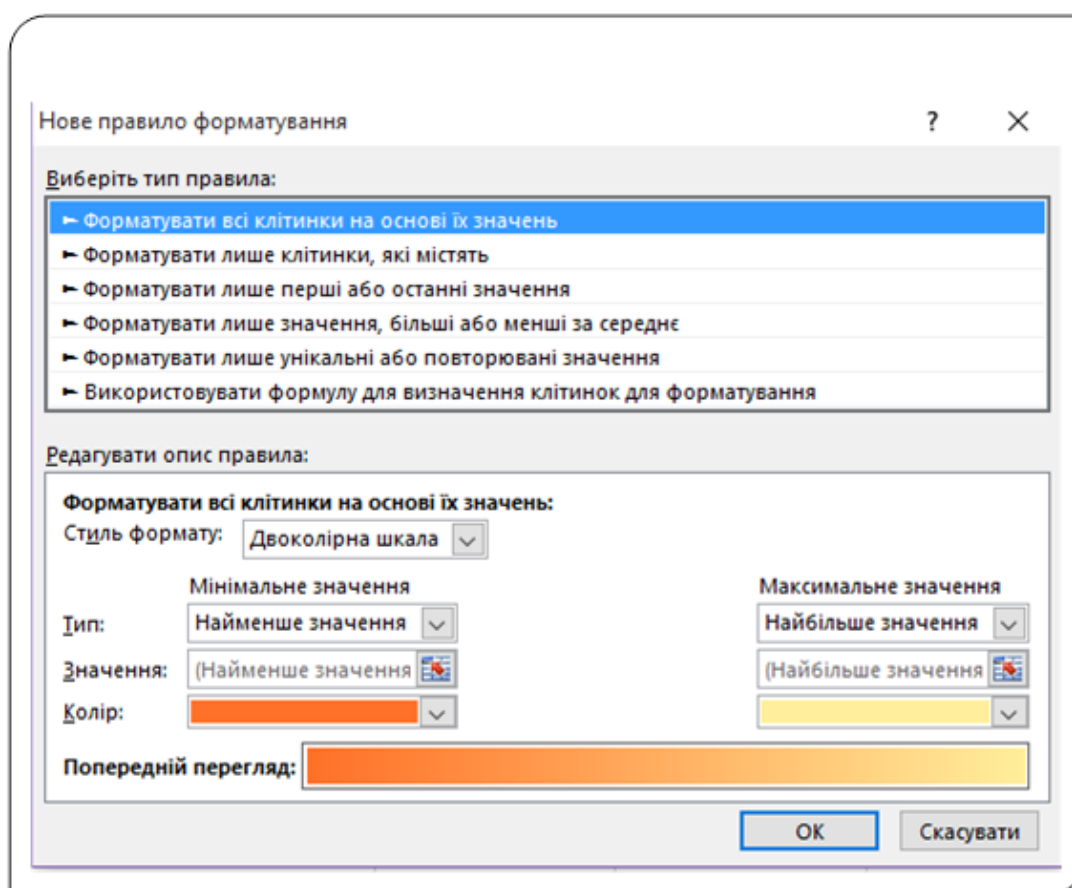 Нове правило форматування ?
Виберіть тип правила:
► Форматувати всі клітинки на основі їх значень
► Форматувати лише клітинки, які містять
► Форматувати лише перші або останні значення
► Форматувати лише значення, більші або менші за середнє
► Форматувати лише унікальні або повторювані значення
► Використовувати формулу для визначення клітинок для форматування
Редагувати опис правила:
Форматувати всі клітинки на основі їх значень:
Стиль формату: Двоколірна шкала
Мінімальне значення Максимальне значення
Тип: Найменше значення Найбільше значення
Значення: (Найменше значення (Найбільше значення
Колір:
Попередній перегляд:
ОК Скасувати